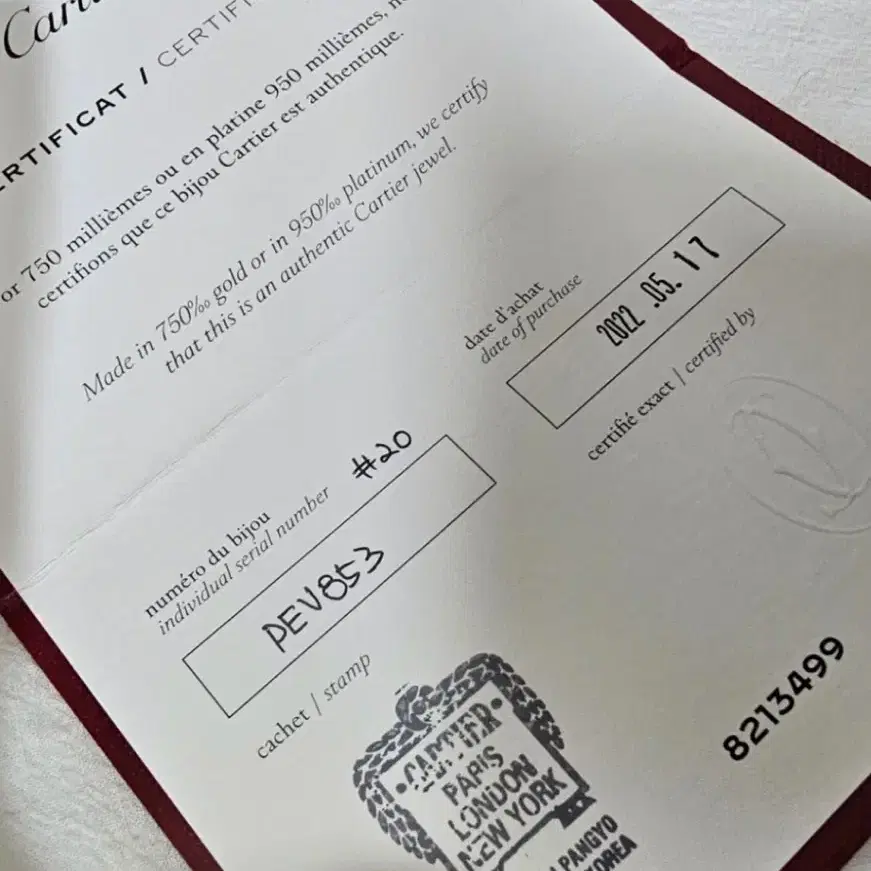 CERTIFICAT / CERTIFI
or 750 millièmes ou en platine 950 millièmes,
certifions que ce bijou Cartier est authentique.
Made in 750‰ gold or in 950‰ platinum, we certify
that this is an authentic Cartier jewel.
date d'achat
date of purchase
2022 .05. 17
certifié exact / certified by
numéro du bijou
individual serial number
#20
DEV853
cachet / stamp
CARTIER
PARIS
LONDON
NEW YORK
PANGYO
KOREA
8213499